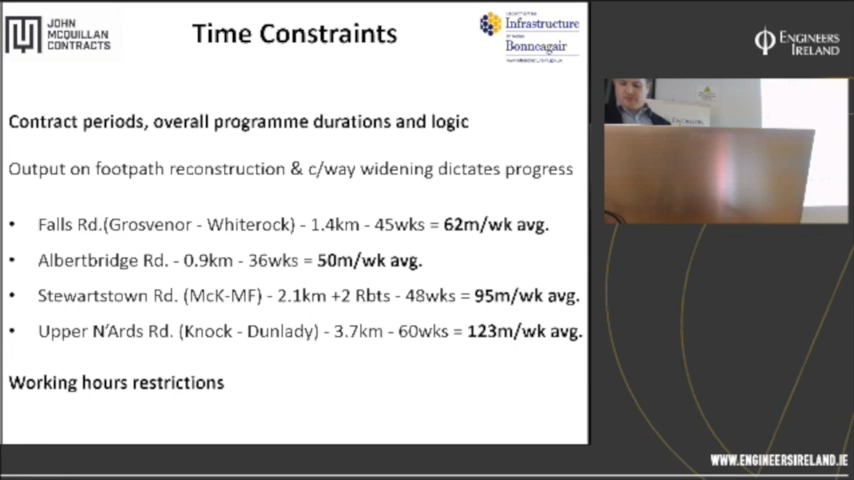 JOHN
MCQUILLAN
CONTRACTS
Time Constraints
Infrastructure
Bonneagair
ENGINEERS
IRELAND
Contract periods, overall programme durations and logic
Output on footpath reconstruction & c/way widening dictates progress
• Falls Rd.(Grosvenor - Whiterock) - 1.4km - 45wks = 62m/wk avg.
• Albertbridge Rd. - 0.9km - 36wks = 50m/wk avg.
• Stewartstown Rd. (McK-MF) - 2.1km +2 Rbts - 48wks = 95m/wk avg.
• Upper N’Ards Rd. (Knock - Dunlady) - 3.7km - 60wks = 123m/wk avg.
Working hours restrictions
WWW.ENGINEERSIRELAND.IE